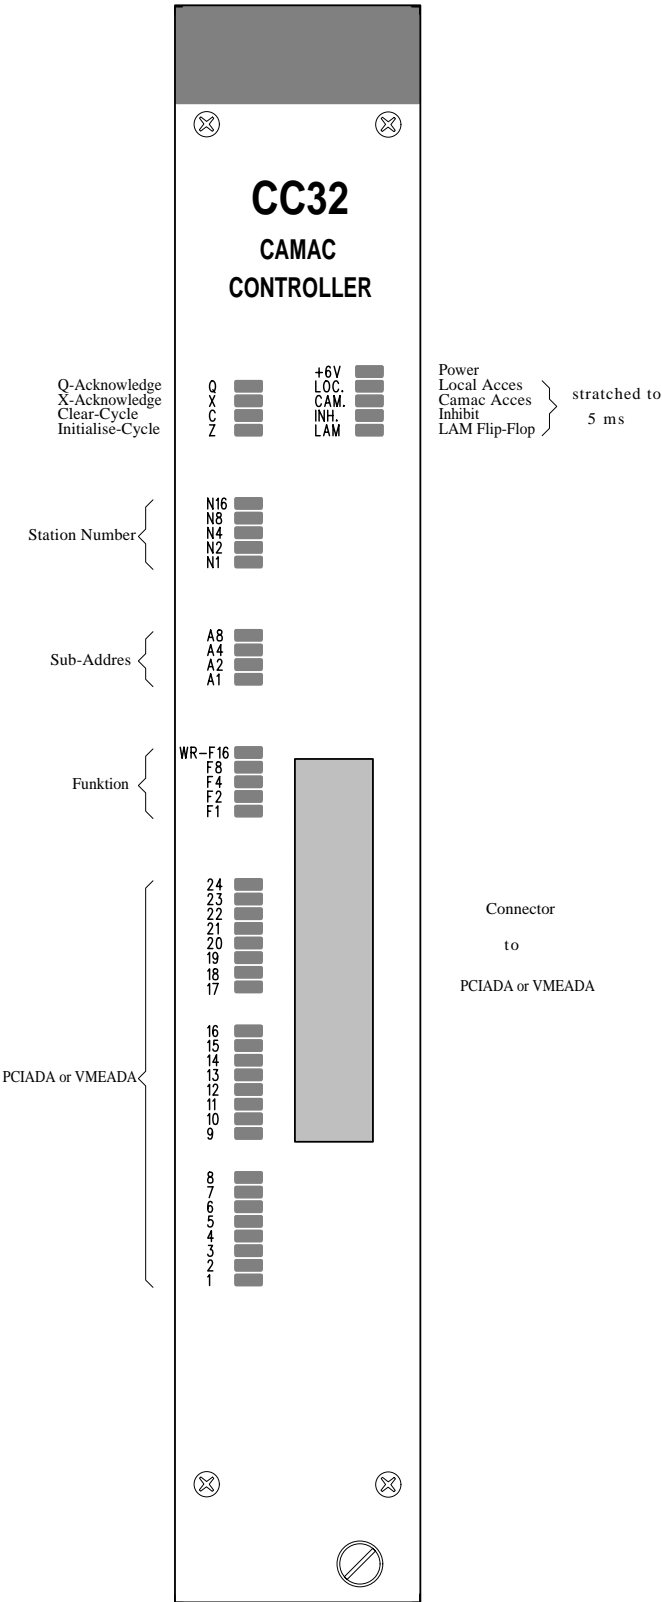 CC32
CAMAC
CONTROLLER
Q-Acknowledge Q
X-Acknowledge X
Clear-Cycle C
Initialise-Cycle Z
+6V Power
LOC. Local Acces
CAM. Camac Acces
INH. Inhibit
LAM LAM Flip-Flop
stratched to
5 ms
Station Number
N16
N8
N4
N2
N1
Sub-Addres
A8
A4
A2
A1
Funktion
WR-F16
F8
F4
F2
F1
PCIADA or VMEADA
24
23
22
21
20
19
18
17
16
15
14
13
12
11
10
9
8
7
6
5
4
3
2
1
Connector
to
PCIADA or VMEADA